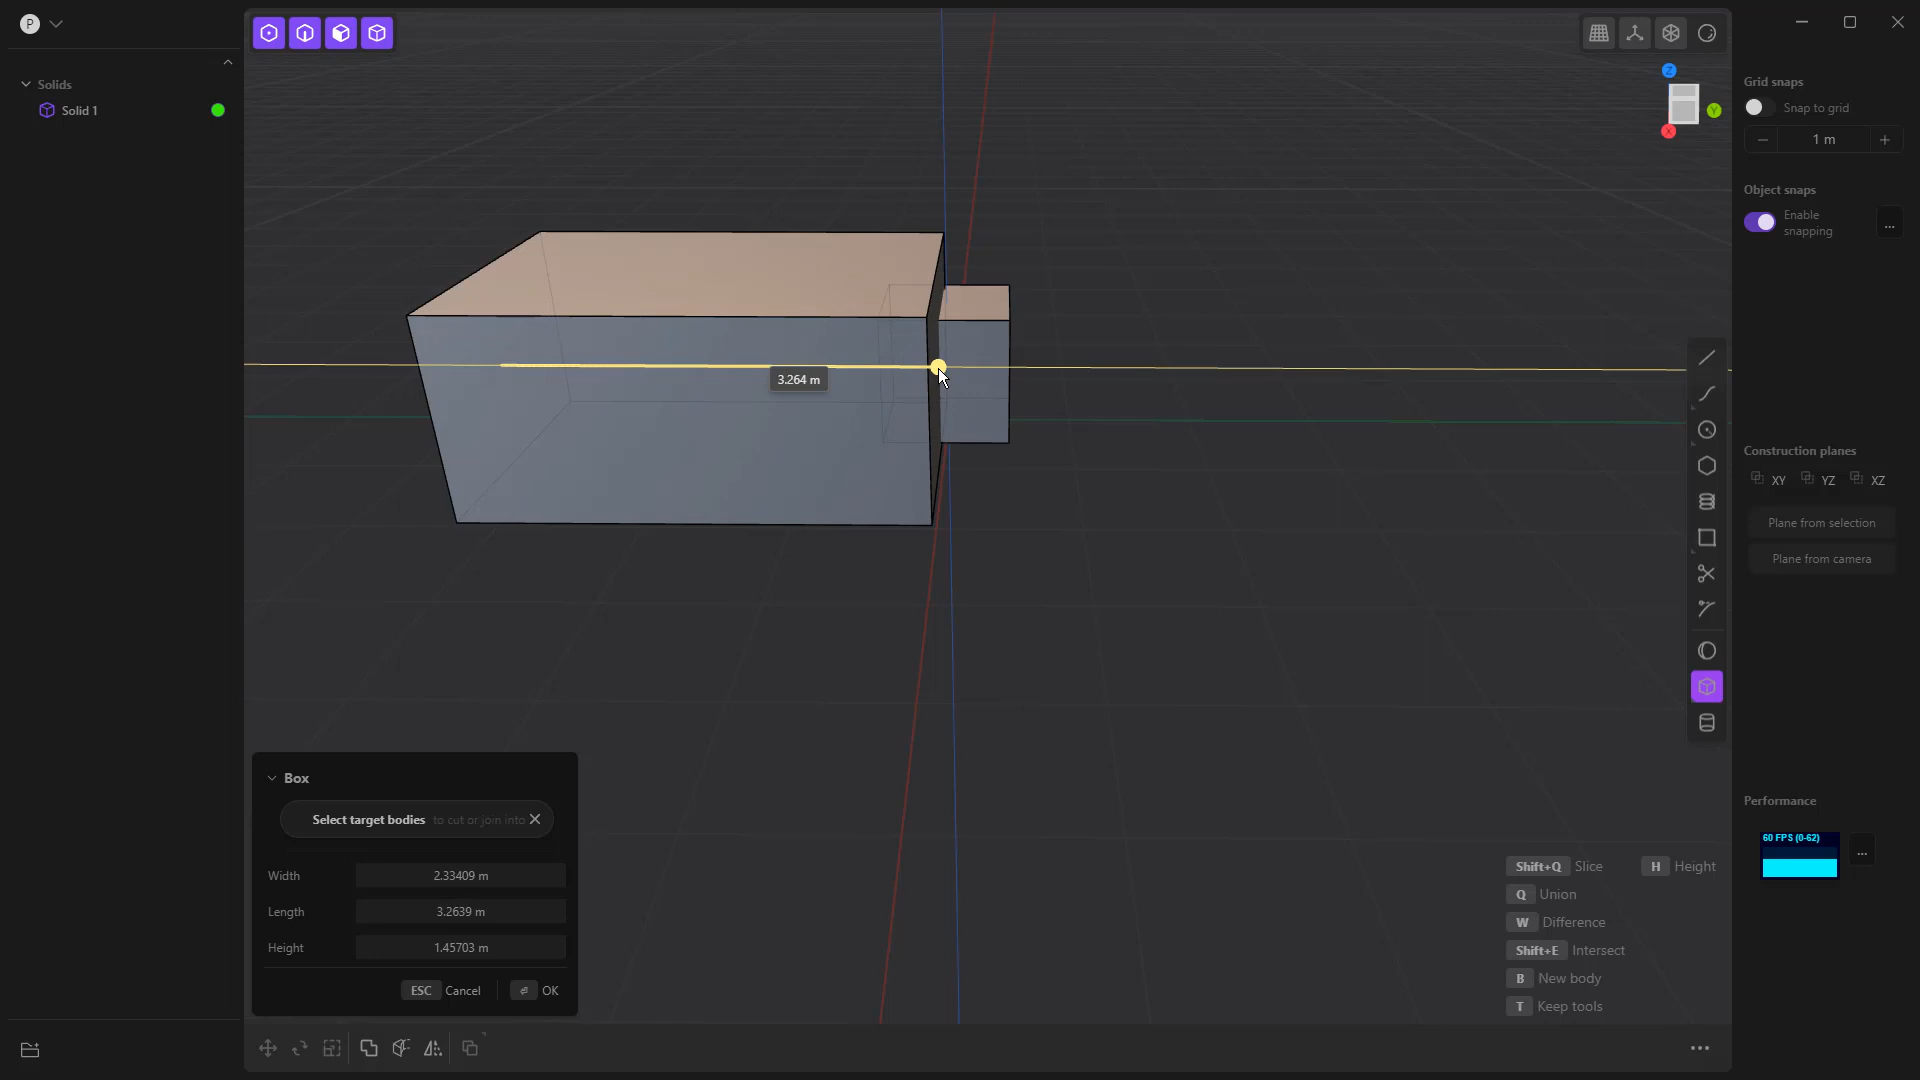 P
Solids
Solid 1
Z
Y
X
Grid snaps
Snap to grid
1 m
Object snaps
Enable
snapping
...
3.264 m
Construction planes
XY
YZ
XZ
Plane from selection
Plane from camera
Box
Select target bodies to cut or join into
Width
2.33409 m
Length
3.2639 m
Height
1.45703 m
ESC Cancel
OK
Performance
60 FPS (0-62)
...
Shift+Q Slice
H Height
Q Union
W Difference
Shift+E Intersect
B New body
T Keep tools